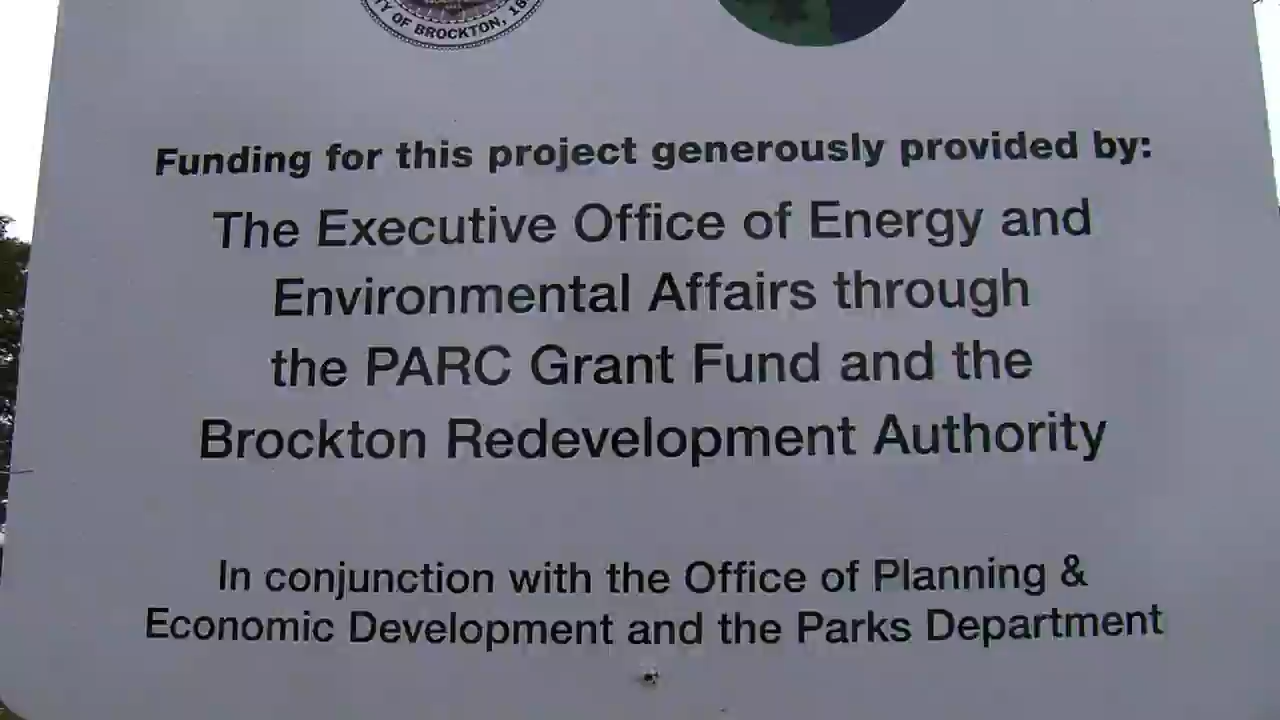 OF BROCKTON,
Funding for this project generously provided by:
The Executive Office of Energy and
Environmental Affairs through
the PARC Grant Fund and the
Brockton Redevelopment Authority
In conjunction with the Office of Planning &
Economic Development and the Parks Department